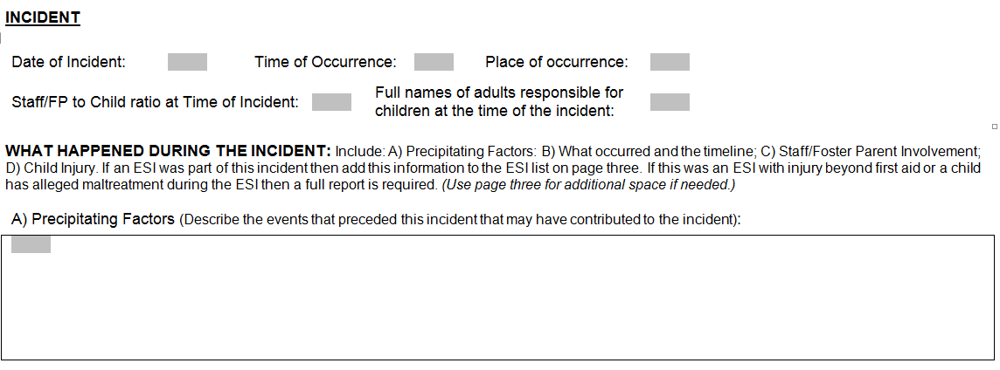 INCIDENT
Date of Incident: Time of Occurrence: Place of occurrence:
Staff/FP to Child ratio at Time of Incident: Full names of adults responsible for
children at the time of the incident:
WHAT HAPPENED DURING THE INCIDENT: Include: A) Precipitating Factors: B) What occurred and the timeline; C) Staff/Foster Parent Involvement;
D) Child Injury. If an ESI was part of this incident then add this information to the ESI list on page three. If this was an ESI with injury beyond first aid or a child
has alleged maltreatment during the ESI then a full report is required. (Use page three for additional space if needed.)
A) Precipitating Factors (Describe the events that preceded this incident that may have contributed to the incident):